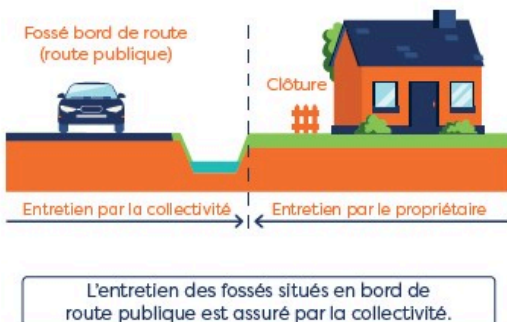 Fossé bord de route
(route publique)
Clôture
Entretien par la collectivité
Entretien par le propriétaire
L'entretien des fossés situés en bord de
route publique est assuré par la collectivité.